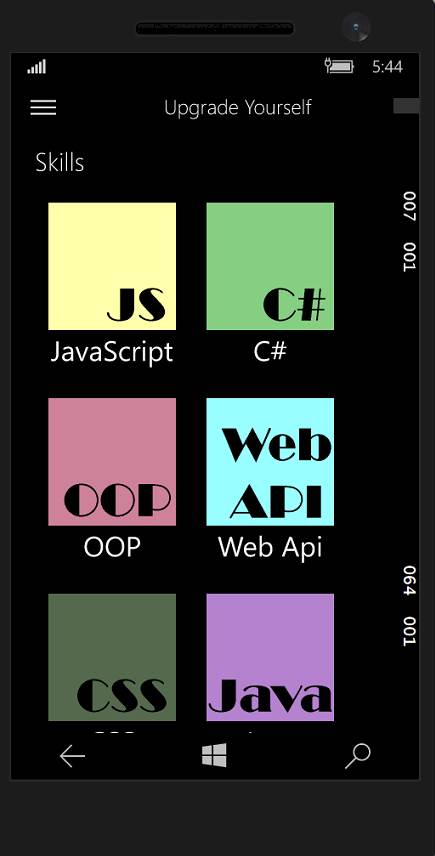 5:44
Upgrade Yourself
Skills
007 001
JS
C#
JavaScript
C#
OOP
Web
API
OOP
Web Api
064 001
CSS
Java